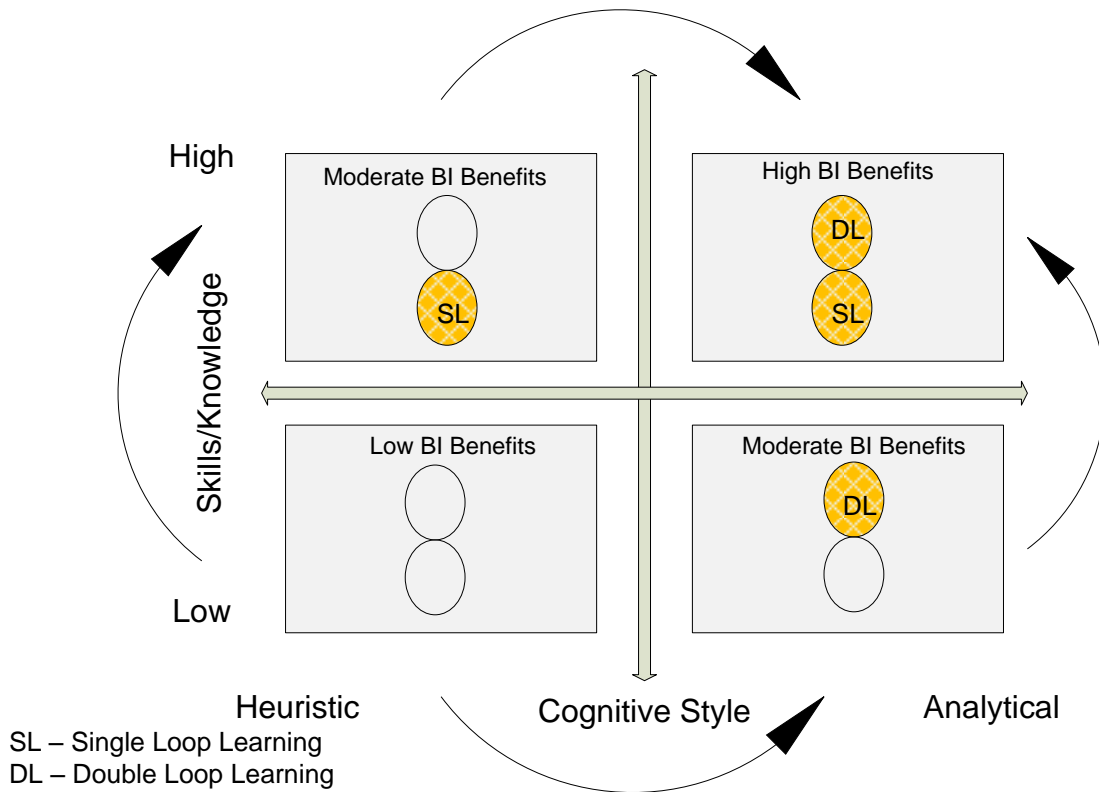 High
Moderate BI Benefits
High BI Benefits
DL
SL
SL
Skills/Knowledge
Low BI Benefits
Moderate BI Benefits
DL
Low
Heuristic
Cognitive Style
Analytical
SL – Single Loop Learning
DL – Double Loop Learning